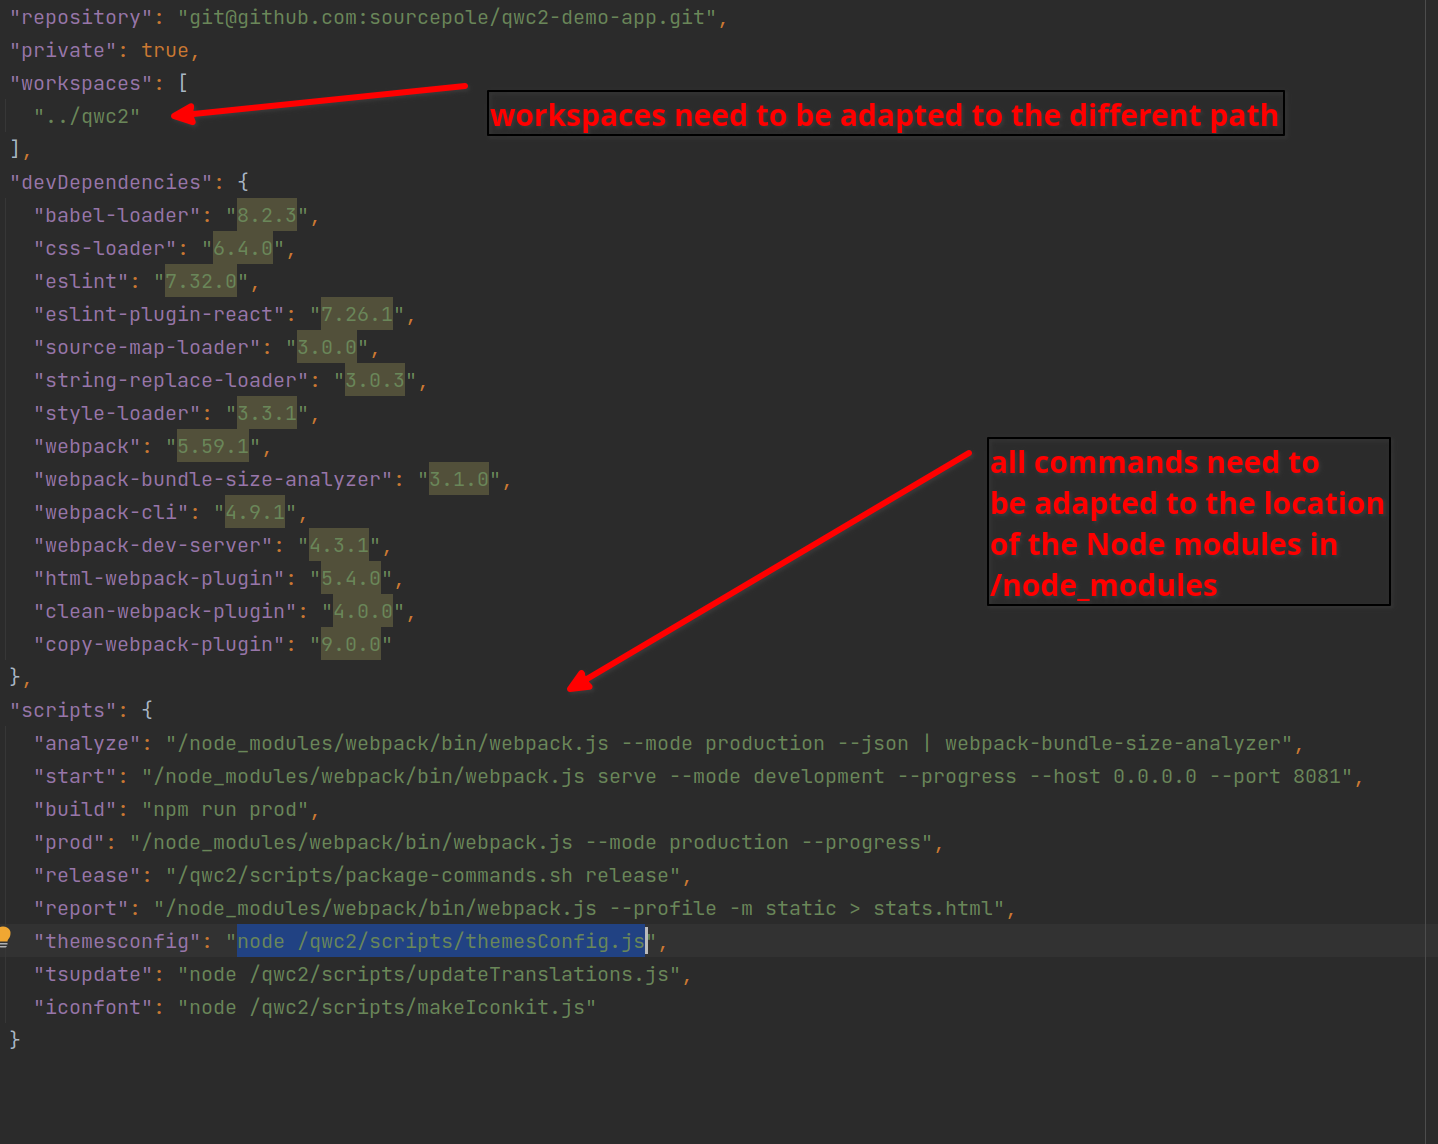 "repository": "git@github.com:sourcepole/qwc2-demo-app.git",
"private": true,
"workspaces": [
"../qwc2"
workspaces need to be adapted to the different path
],
"devDependencies": {
"babel-loader": "8.2.3",
"css-loader": "6.4.0",
"eslint": "7.32.0",
"eslint-plugin-react": "7.26.1",
"source-map-loader": "3.0.0",
"string-replace-loader": "3.0.3",
"style-loader": "3.3.1",
"webpack": "5.59.1",
"webpack-bundle-size-analyzer": "3.1.0",
"webpack-cli": "4.9.1",
"webpack-dev-server": "4.3.1",
"html-webpack-plugin": "5.4.0",
"clean-webpack-plugin": "4.0.0",
"copy-webpack-plugin": "9.0.0"
all commands need to
be adapted to the location
of the Node modules in
/node_modules
},
"scripts": {
"analyze": "/node_modules/webpack/bin/webpack.js --mode production --json | webpack-bundle-size-analyzer",
"start": "/node_modules/webpack/bin/webpack.js serve --mode development --progress --host 0.0.0.0 --port 8081",
"build": "npm run prod",
"prod": "/node_modules/webpack/bin/webpack.js --mode production --progress",
"release": "/qwc2/scripts/package-commands.sh release",
"report": "/node_modules/webpack/bin/webpack.js --profile -m static > stats.html",
"themesconfig": "node /qwc2/scripts/themesConfig.js",
"tsupdate": "node /qwc2/scripts/updateTranslations.js",
"iconfont": "node /qwc2/scripts/makeIconkit.js"
}